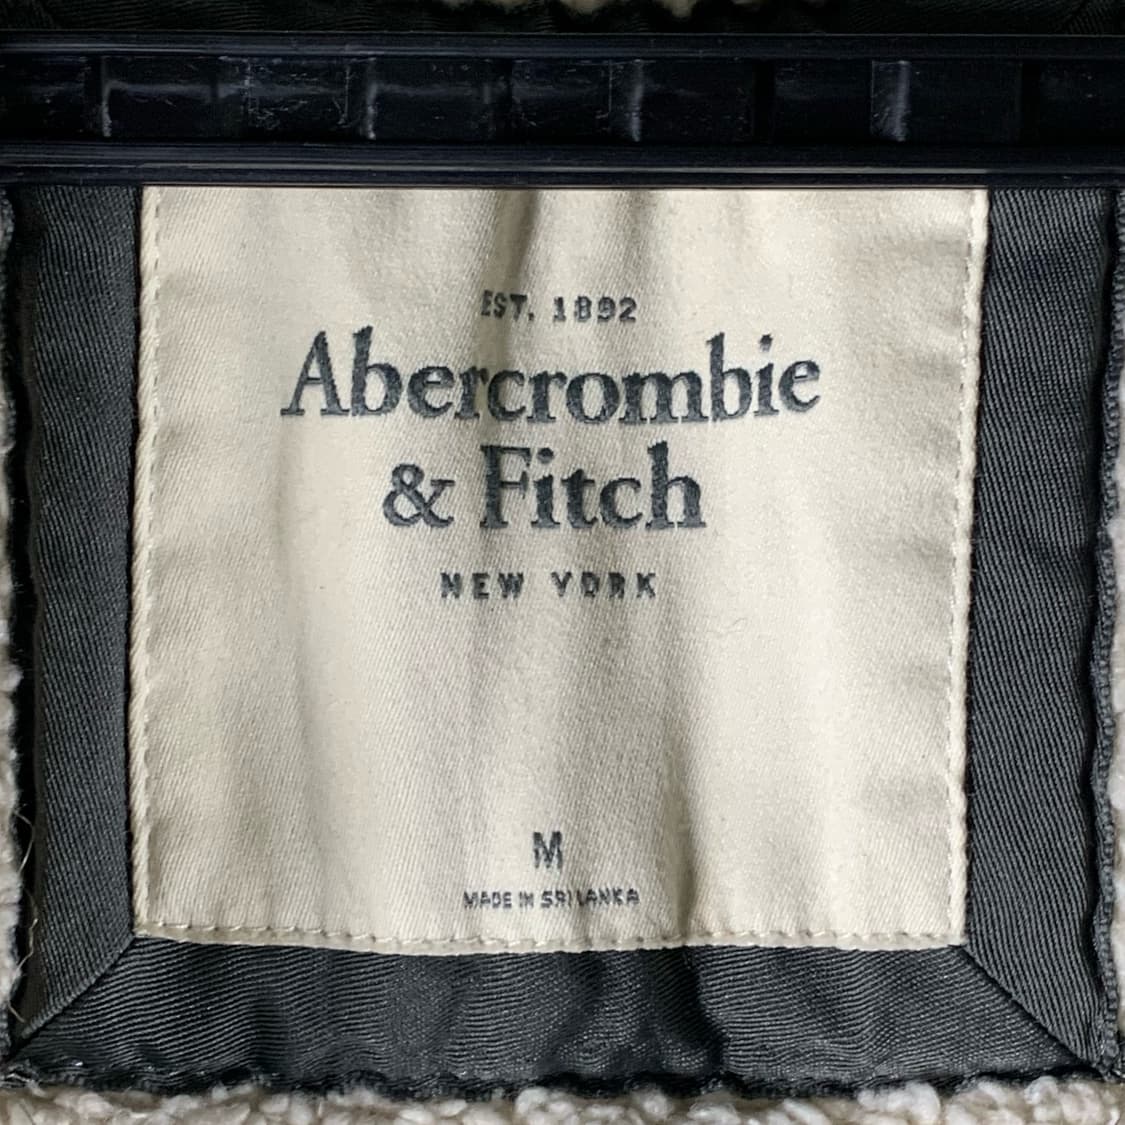 EST. 1892
Abercrombie
& Fitch
NEW YORK
M
MADE IN SRI LANKA